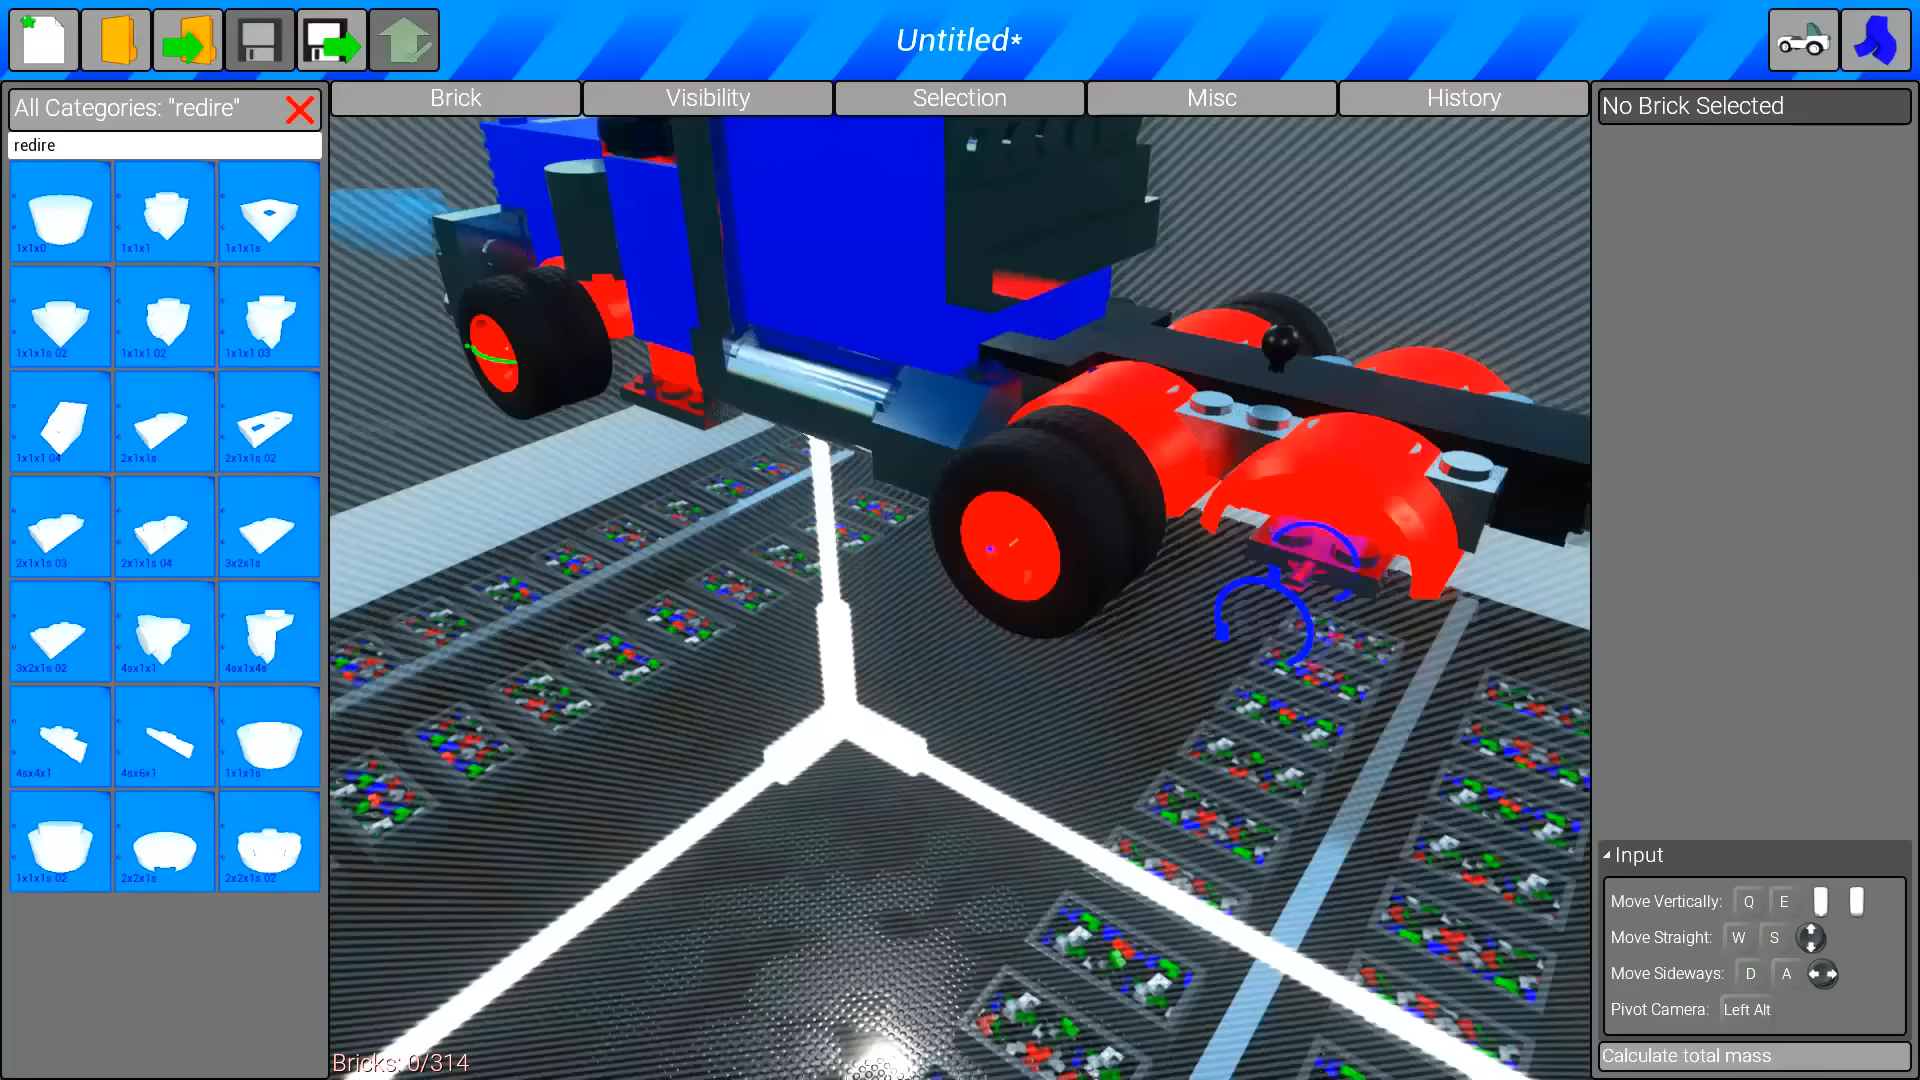 Untitled*
All Categories: "redire"
redire
Brick
Visibility
Selection
Misc
History
No Brick Selected
1x1x0
1x1x1
1x1x1s
1x1x1s 02
1x1x1 02
1x1x1 03
1x1x1 04
2x1x1s
2x1x1s 02
2x1x1s 03
2x1x1s 04
3x2x1s
3x2x1s 02
4sx1x1
4sx1x4s
4sx4x1
4sx6x1
1x1x1s
1x1x1s 02
2x2x1s
2x2x1s 02
Bricks: 0/314
Input
Move Vertically: Q E
Move Straight: W S
Move Sideways: D A
Pivot Camera: Left Alt
Calculate total mass